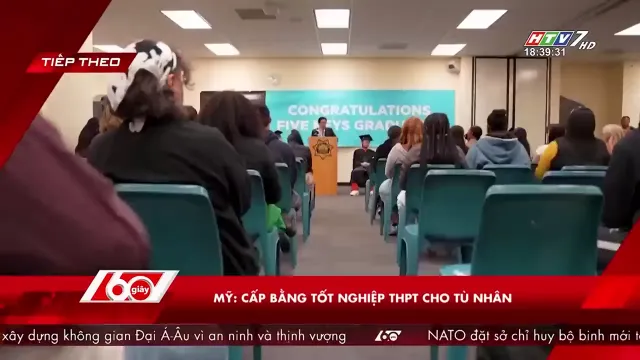 TIẾP THEO
HTV7 HD
18:39:31
CONGRATULATIONS
FIVE KEYS GRADU
60 giây
MỸ: CẤP BẰNG TỐT NGHIỆP THPT CHO TÙ NHÂN
xây dựng không gian Đại Á-Âu vì an ninh và thịnh vượng 60 NATO đặt sở chỉ huy bộ binh mới